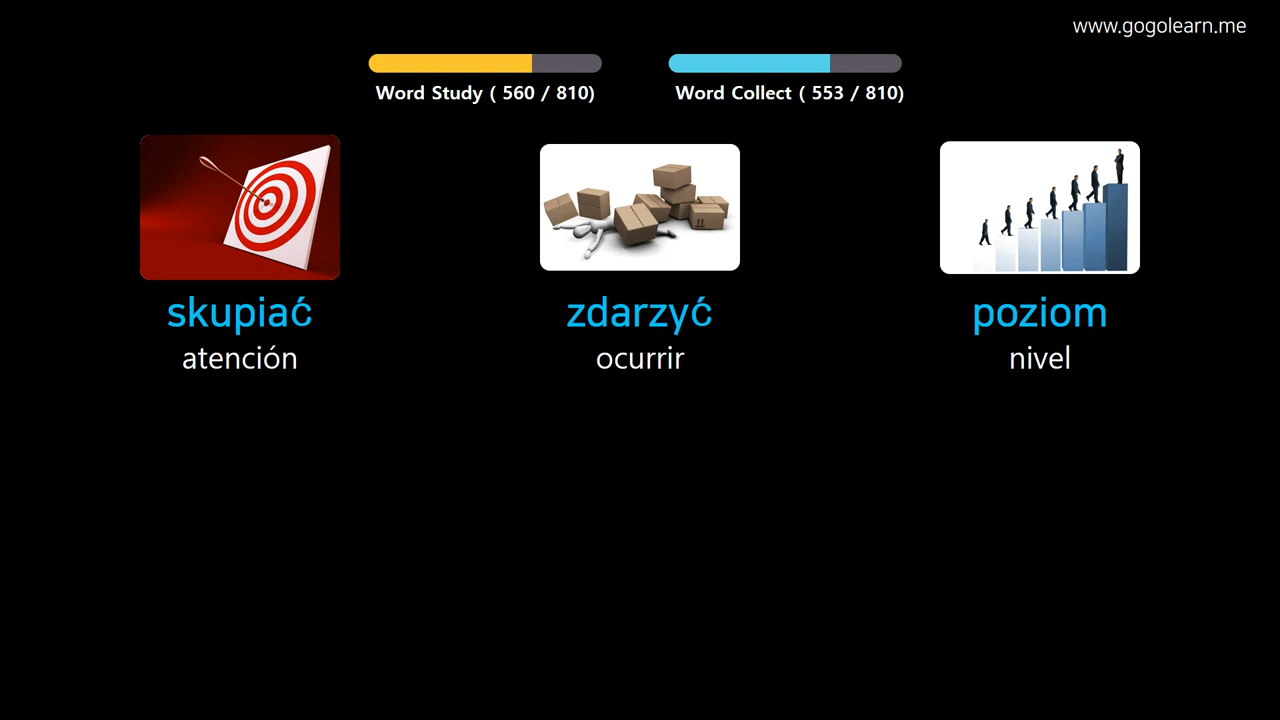 www.gogolearn.me
Word Study ( 560 / 810)
Word Collect ( 553 / 810)
skupiać
zdarzyć
poziom
atención
ocurrir
nivel